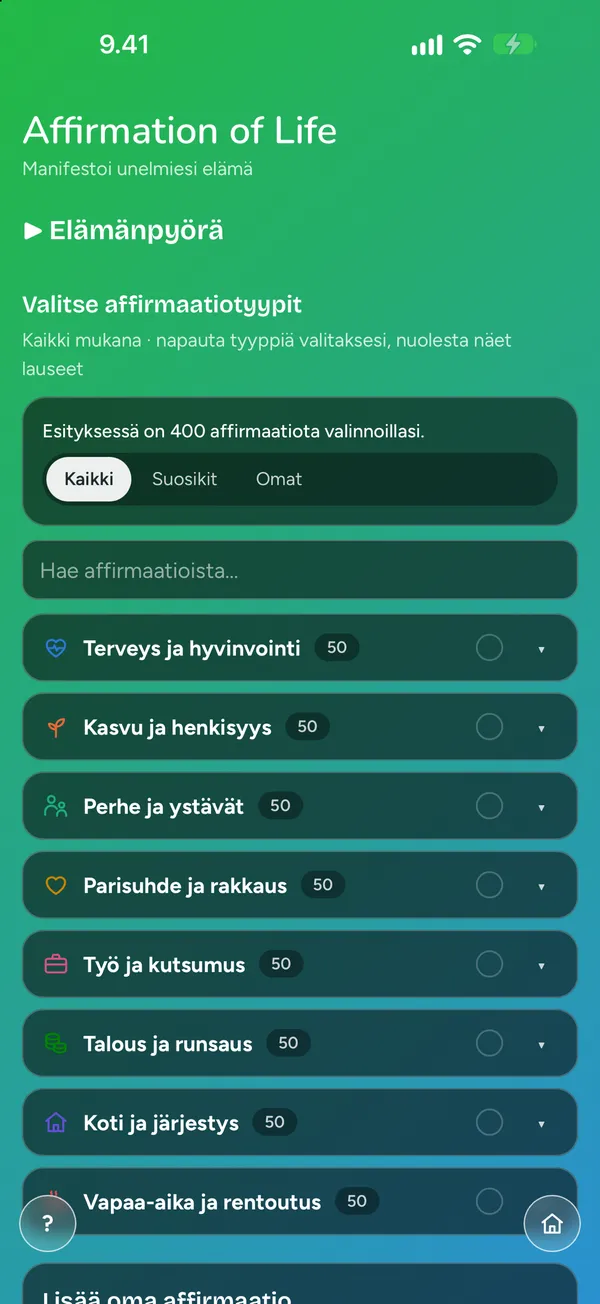 9.41
Affirmation of Life
Manifestoi unelmiesi elämä
▶ Elämänpyörä
Valitse affirmaatiotyypit
Kaikki mukana · napauta tyyppiä valitaksesi, nuolesta näet
lauseet
Esityksessä on 400 affirmaatiota valinnoillasi.
Kaikki Suosikit Omat
Hae affirmaatioista...
Terveys ja hyvinvointi 50 ▾
Kasvu ja henkisyys 50 ▾
Perhe ja ystävät 50 ▾
Parisuhde ja rakkaus 50 ▾
Työ ja kutsumus 50 ▾
Talous ja runsaus 50 ▾
Koti ja järjestys 50 ▾
Vapaa-aika ja rentoutus 50
?
Lisää oma affirmaatio